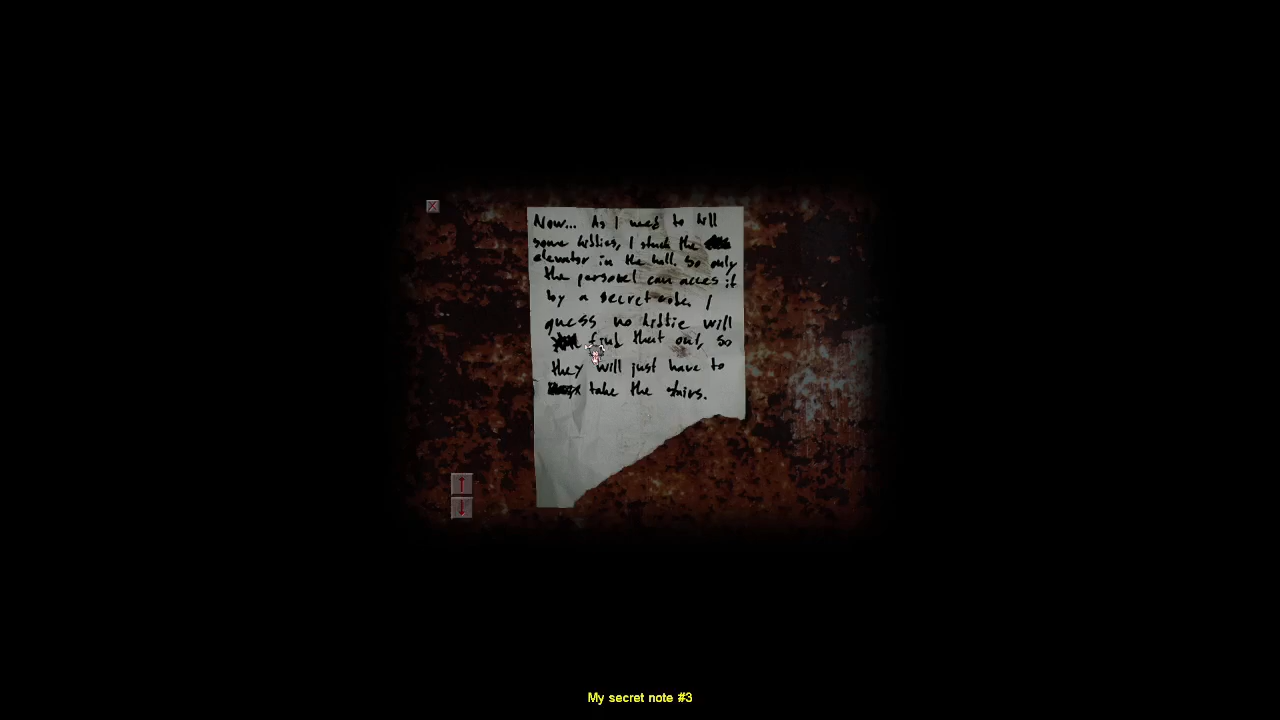 Now... As I need to kill
some kiddies, I stuck the
elevator in the hall. So only
the personel can acces it
by a secret code. I
guess no kiddie will
find that out, so
they will just have to
take the stairs.
X
My secret note #3